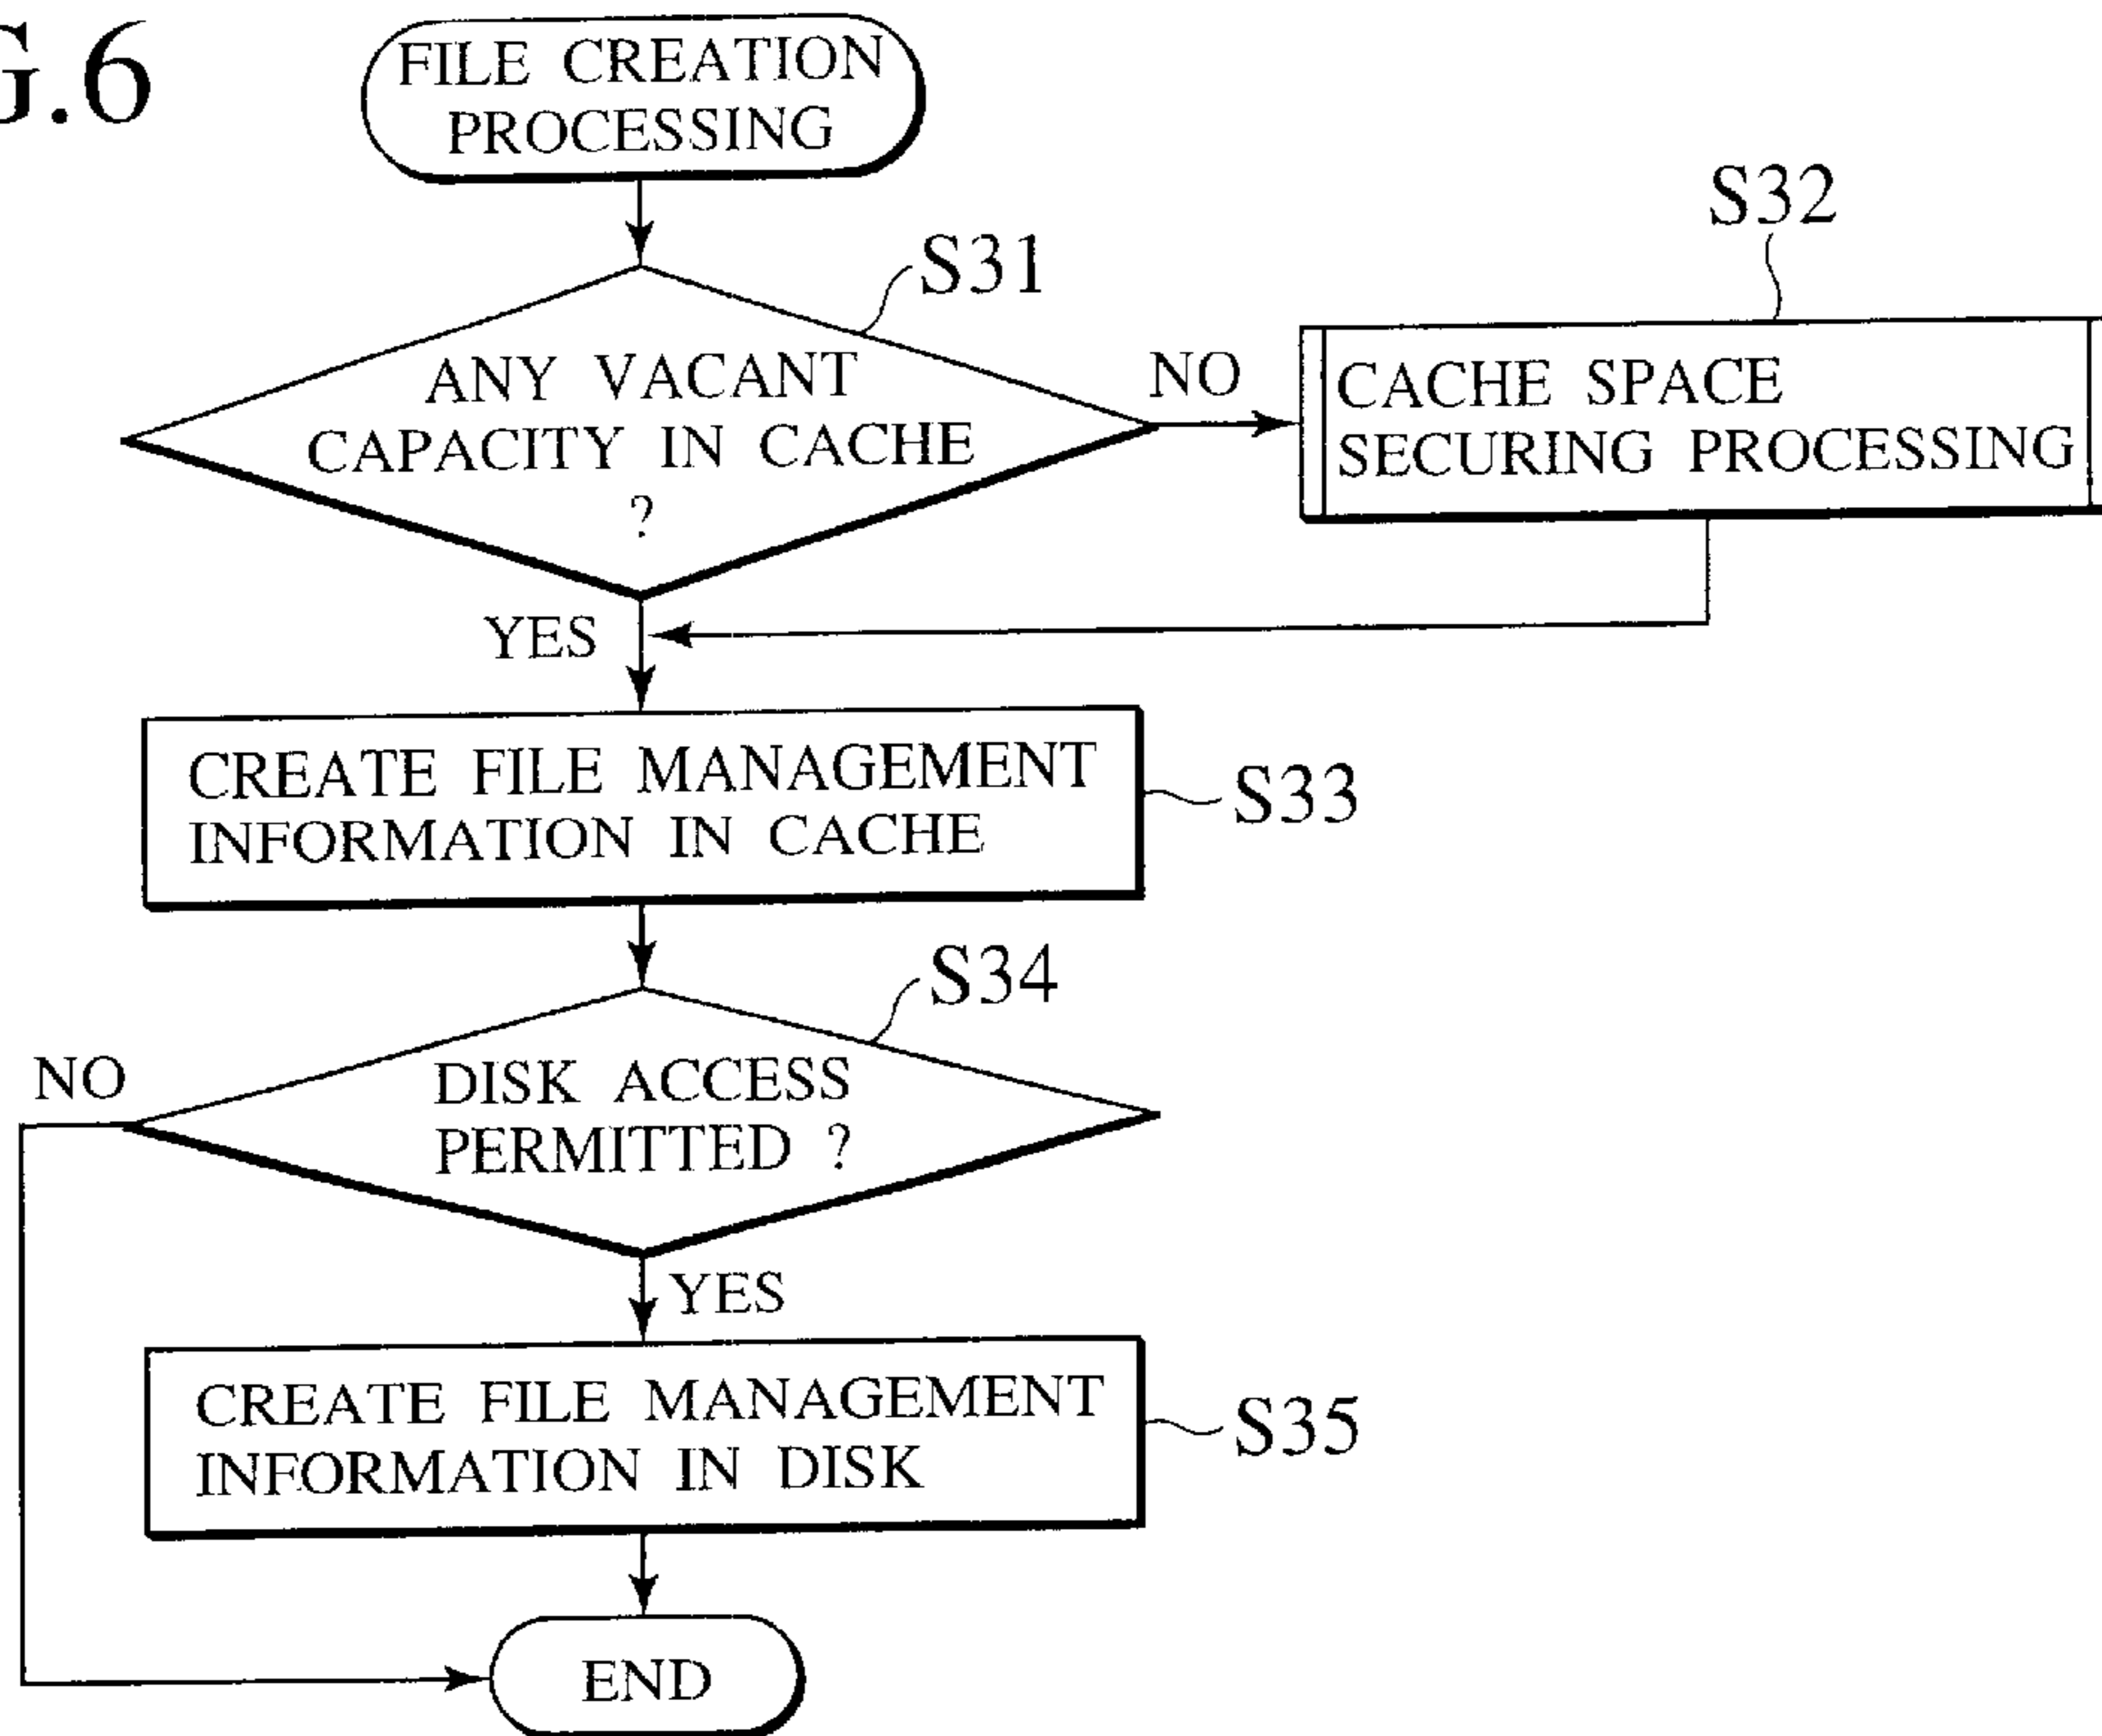 G.6
FILE CREATION
PROCESSING
S31
S32
ANY VACANT
CAPACITY IN CACHE
?
NO
CACHE SPACE
SECURING PROCESSING
YES
CREATE FILE MANAGEMENT
INFORMATION IN CACHE
S33
S34
NO
DISK ACCESS
PERMITTED ?
YES
CREATE FILE MANAGEMENT
INFORMATION IN DISK
S35
END